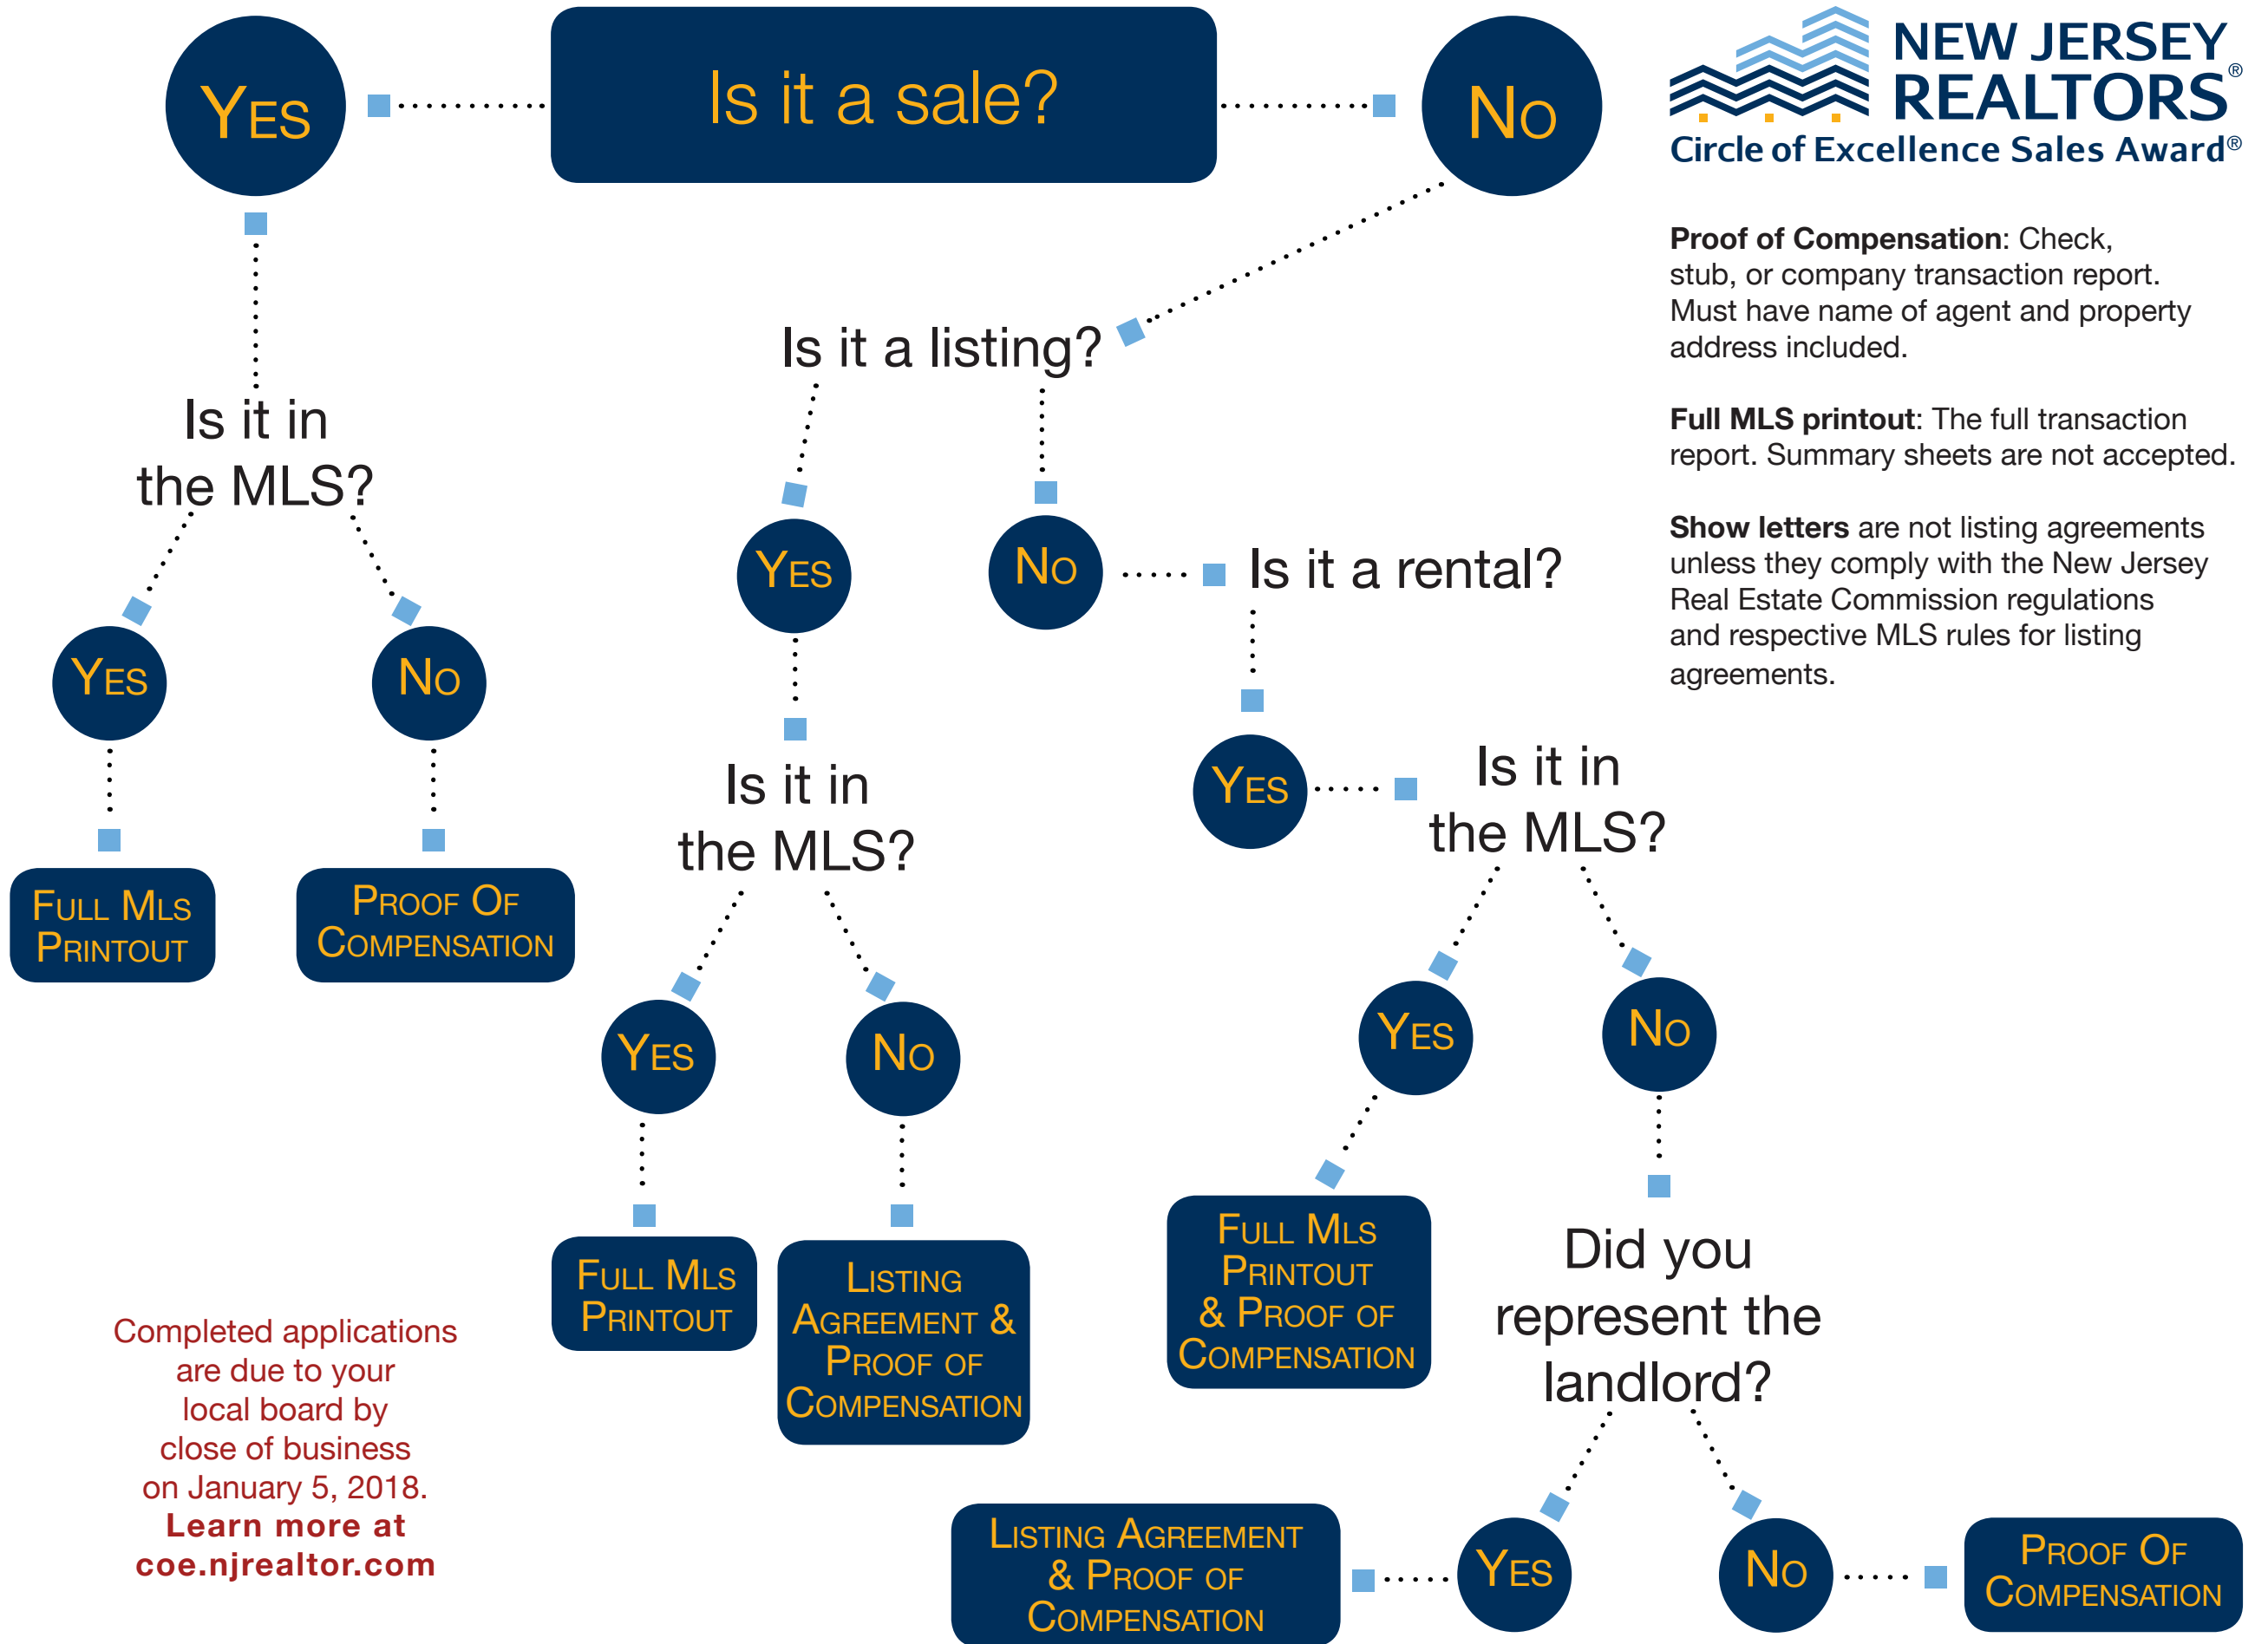 YES
Is it a sale?
NO
NEW JERSEY
REALTORS®
Circle of Excellence Sales Award®
Proof of Compensation: Check,
stub, or company transaction report.
Must have name of agent and property
address included.
Full MLS printout: The full transaction
report. Summary sheets are not accepted.
Show letters are not listing agreements
unless they comply with the New Jersey
Real Estate Commission regulations
and respective MLS rules for listing
agreements.
Is it in
the MLS?
YES
NO
FULL MLS
PRINTOUT
PROOF OF
COMPENSATION
Is it a listing?
YES
NO
Is it in
the MLS?
YES
NO
FULL MLS
PRINTOUT
LISTING
AGREEMENT &
PROOF OF
COMPENSATION
Is it a rental?
YES
Is it in
the MLS?
YES
NO
FULL MLS
PRINTOUT
& PROOF OF
COMPENSATION
Did you
represent the
landlord?
YES
NO
LISTING AGREEMENT
& PROOF OF
COMPENSATION
PROOF OF
COMPENSATION
Completed applications
are due to your
local board by
close of business
on January 5, 2018.
Learn more at
coe.njrealtor.com